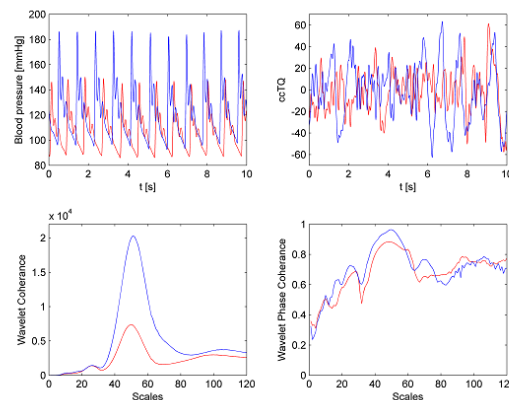 200
180
160
140
120
100
80
Blood pressure [mmHg]
0 2 4 6 8 10
t [s]
60
40
20
0
-20
-40
-60
ccTQ
0 2 4 6 8 10
t [s]
x 10⁴
2
1.5
1
0.5
0
Wavelet Coherance
0 20 40 60 80 100 120
Scales
1
0.8
0.6
0.4
0.2
0
Wavelet Phase Coherance
0 20 40 60 80 100 120
Scales